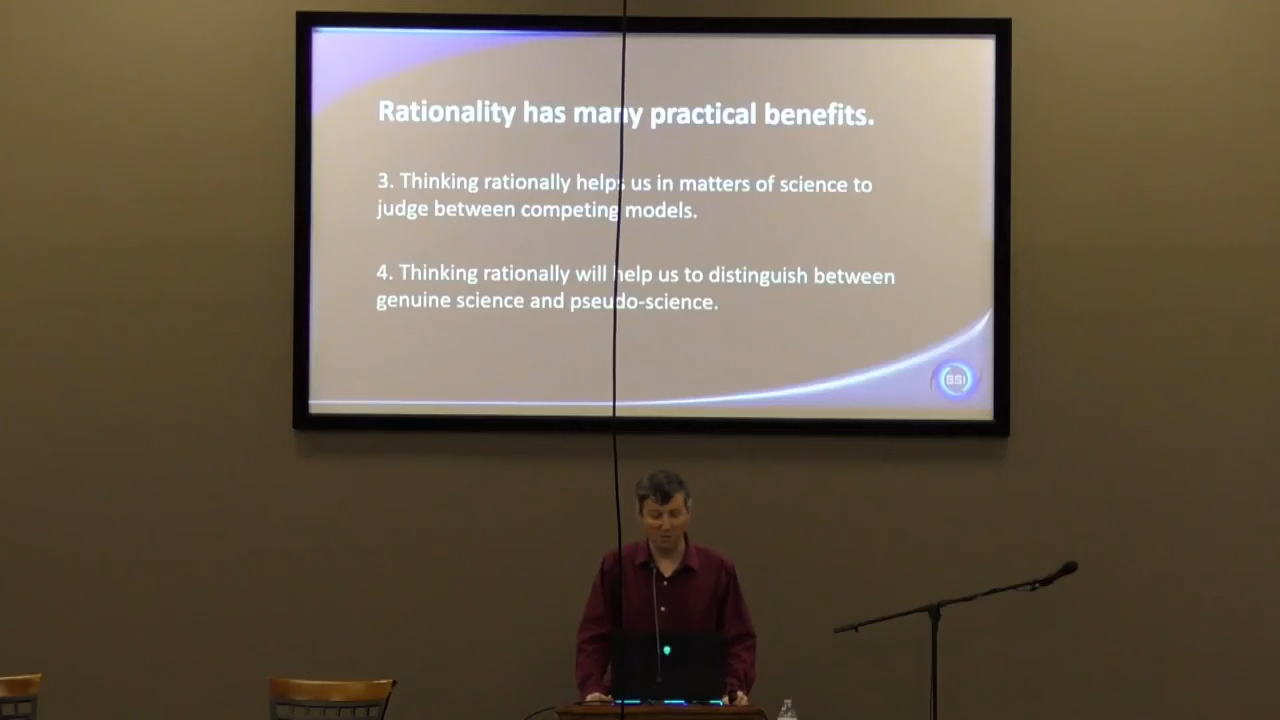 Rationality has many practical benefits.
3. Thinking rationally helps us in matters of science to
judge between competing models.
4. Thinking rationally will help us to distinguish between
genuine science and pseudo-science.
BSI